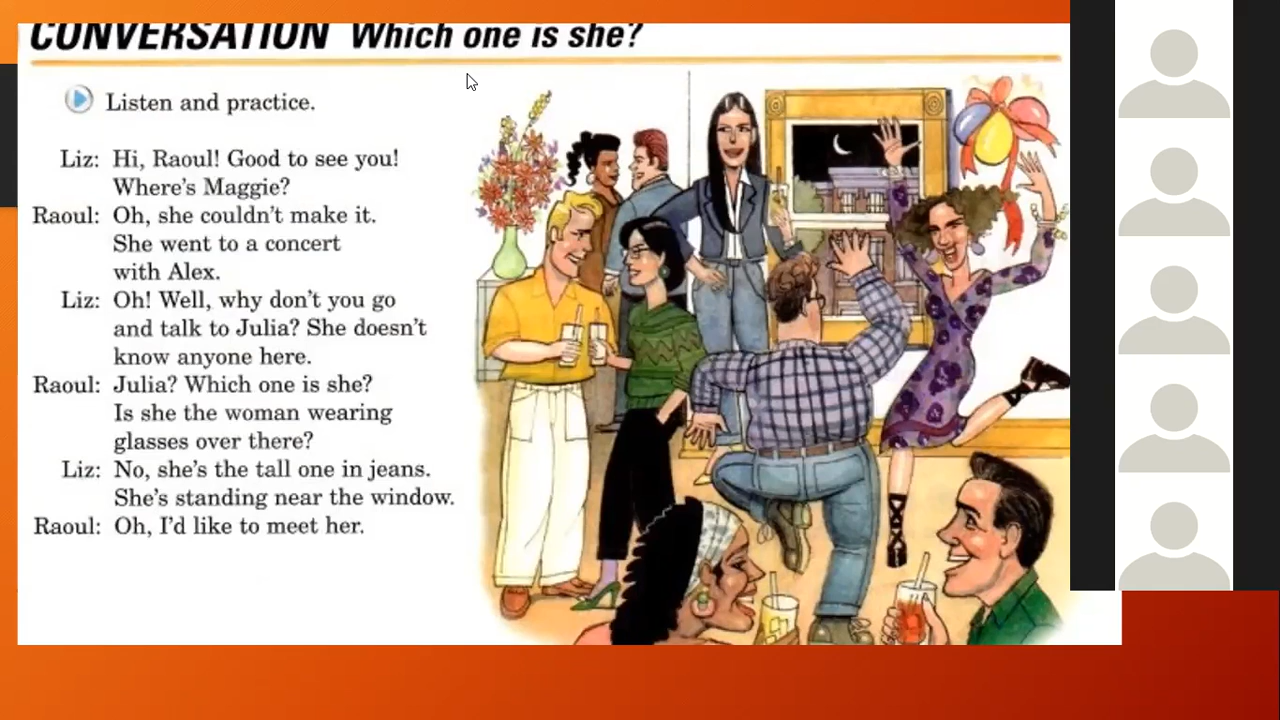 CONVERSATION Which one is she?
Listen and practice.
Liz: Hi, Raoul! Good to see you!
Where's Maggie?
Raoul: Oh, she couldn't make it.
She went to a concert
with Alex.
Liz: Oh! Well, why don't you go
and talk to Julia? She doesn't
know anyone here.
Raoul: Julia? Which one is she?
Is she the woman wearing
glasses over there?
Liz: No, she's the tall one in jeans.
She's standing near the window.
Raoul: Oh, I'd like to meet her.